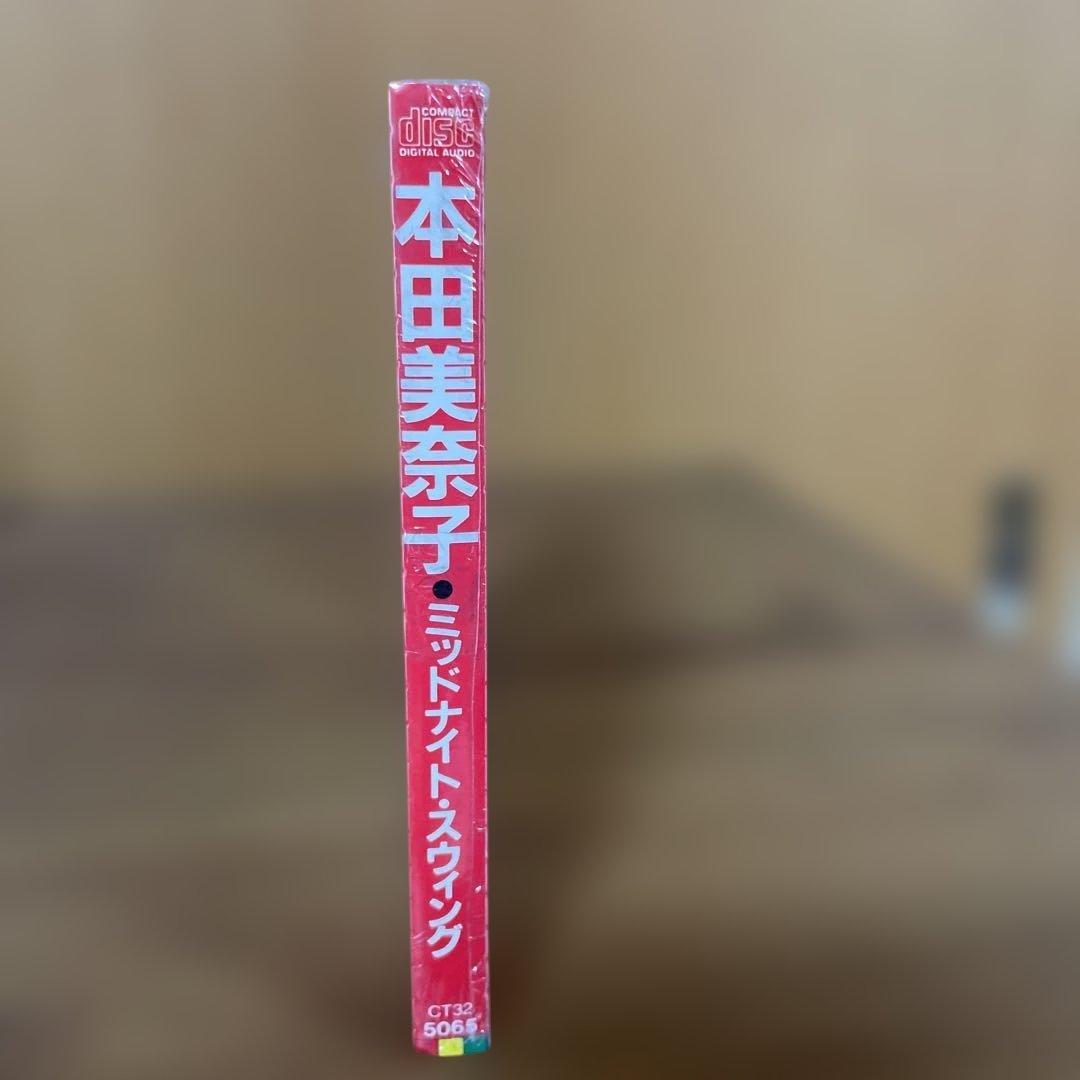 COMPACT
disc
DIGITAL AUDIO
本田美奈子●ミッドナイト・スウィング
CT32
5065